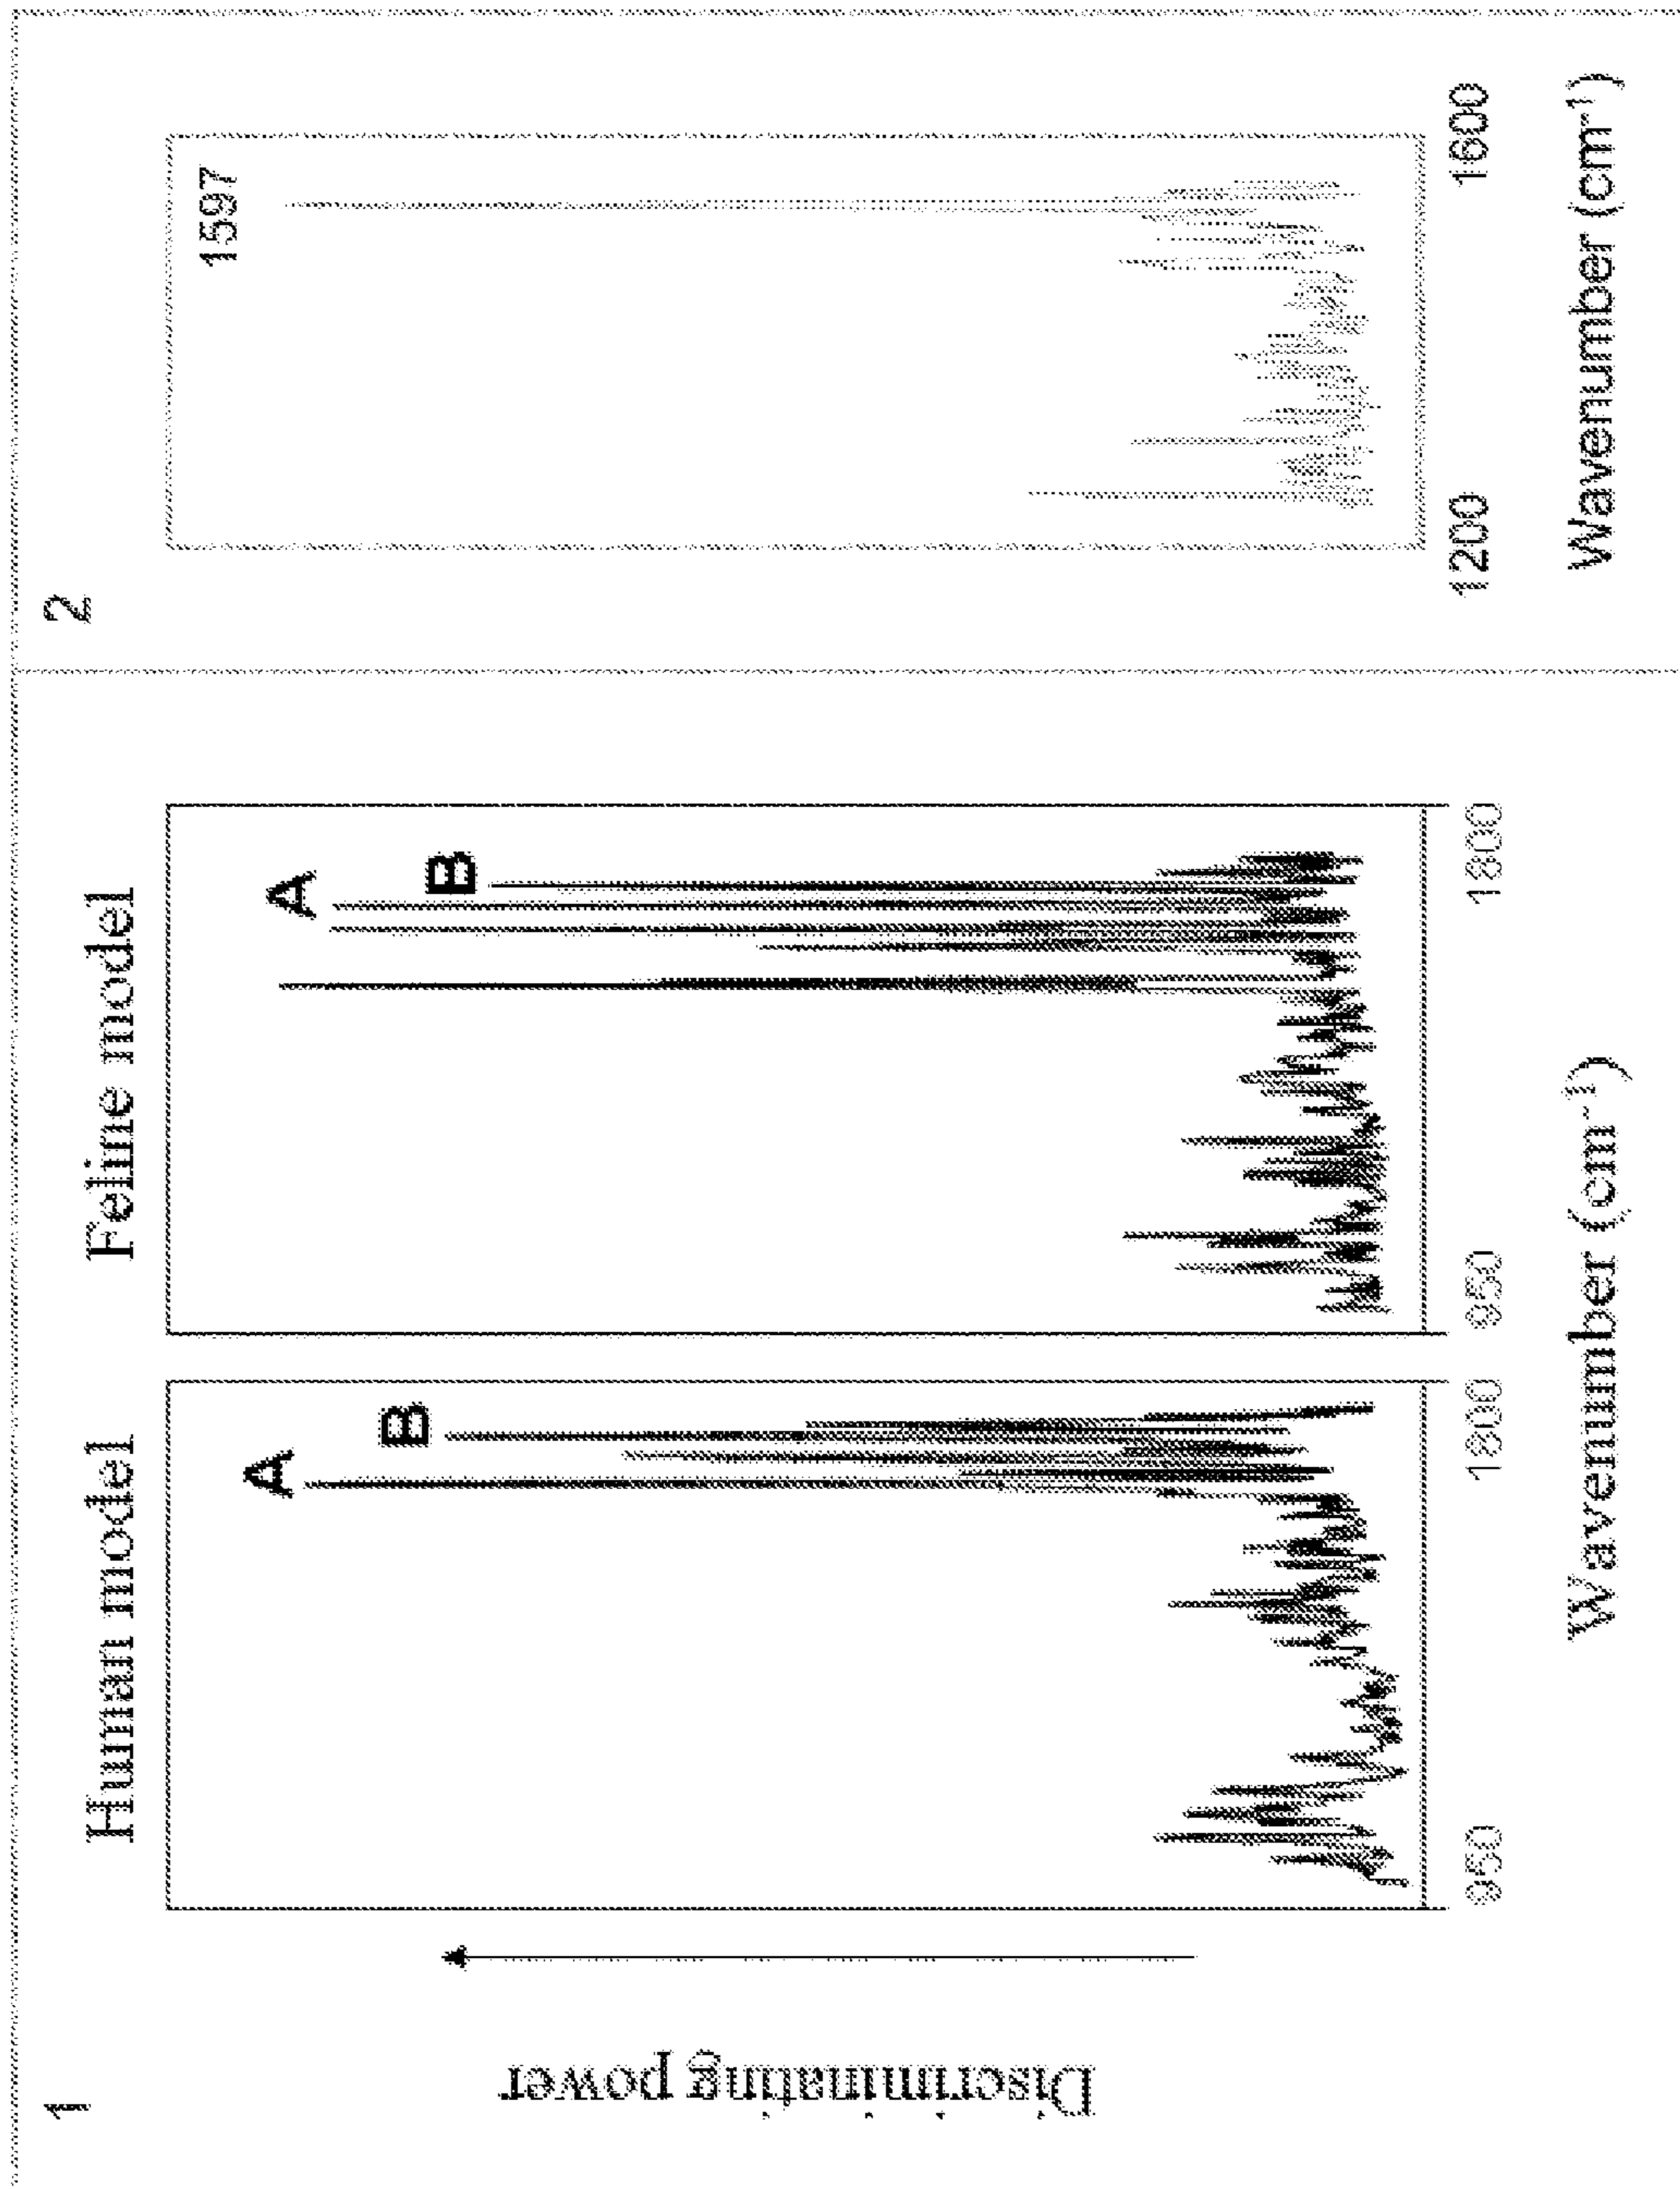 1
Discriminating power
Human model
A
B
950
1800
Feline model
A
B
950
1800
Wavenumber (cm⁻¹)
2
1597
1200
1600
Wavenumber (cm⁻¹)